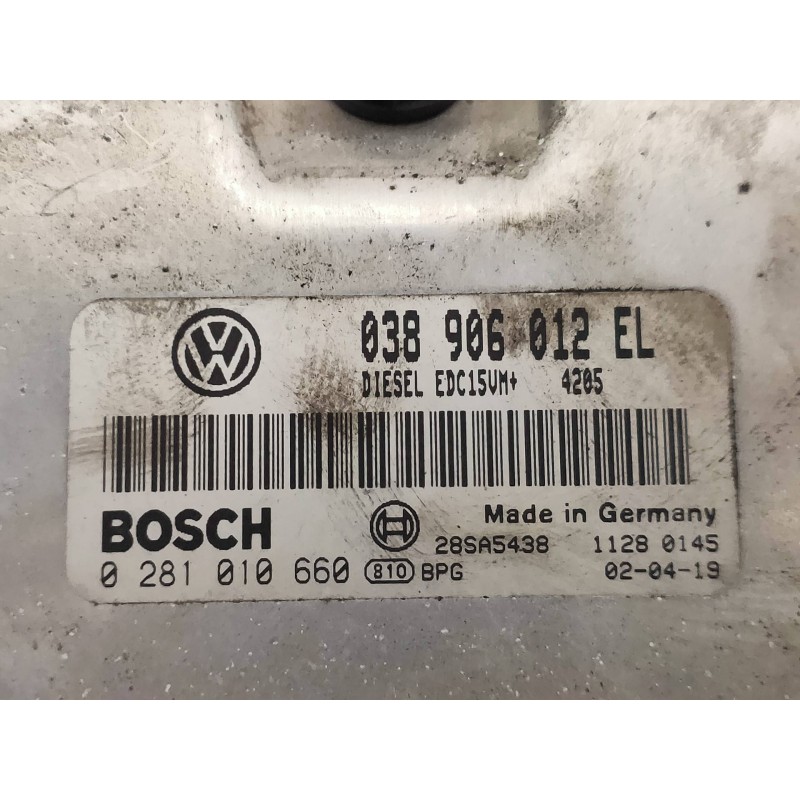 038 906 012 EL
DIESEL EDC15VM+ 4205
BOSCH
Made in Germany
28SA5438 1128 0145
0 281 010 660 810 BPG 02-04-19